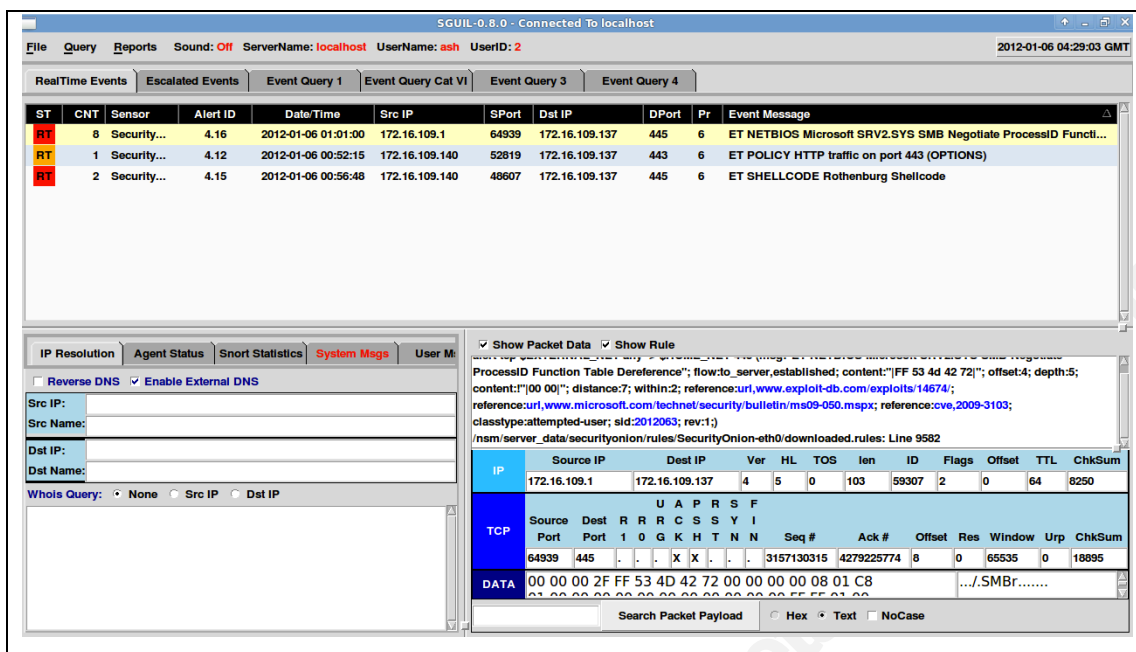 SGUIL-0.8.0 - Connected To localhost
File Query Reports Sound: Off ServerName: localhost UserName: ash UserID: 2 2012-01-06 04:29:03 GMT
RealTime Events Escalated Events Event Query 1 Event Query Cat VI Event Query 3 Event Query 4
ST CNT Sensor Alert ID Date/Time Src IP SPort Dst IP DPort Pr Event Message
RT 8 Security... 4.16 2012-01-06 01:01:00 172.16.109.1 64939 172.16.109.137 445 6 ET NETBIOS Microsoft SRV2.SYS SMB Negotiate ProcessID Functi...
RT 1 Security... 4.12 2012-01-06 00:52:15 172.16.109.140 52819 172.16.109.137 443 6 ET POLICY HTTP traffic on port 443 (OPTIONS)
RT 2 Security... 4.15 2012-01-06 00:56:48 172.16.109.140 48607 172.16.109.137 445 6 ET SHELLCODE Rothenburg Shellcode
IP Resolution Agent Status Snort Statistics System Msgs User M
Reverse DNS Enable External DNS
Src IP:
Src Name:
Dst IP:
Dst Name:
Whois Query: None Src IP Dst IP
Show Packet Data Show Rule
ProcessID Function Table Dereference"; flow:to_server,established; content:"|FF 53 4d 42 72|"; offset:4; depth:5;
content:!"|00 00|"; distance:7; within:2; reference:url,www.exploit-db.com/exploits/14674/;
reference:url,www.microsoft.com/technet/security/bulletin/ms09-050.mspx; reference:cve,2009-3103;
classtype:attempted-user; sid:2012063; rev:1;)
/nsm/server_data/securityonion/rules/SecurityOnion-eth0/downloaded.rules: Line 9582
IP
Source IP Dest IP Ver HL TOS len ID Flags Offset TTL ChkSum
172.16.109.1 172.16.109.137 4 5 0 103 59307 2 0 64 8250
TCP
U A P R S F
Source Dest R R R C S S Y I
Port Port 1 0 G K H T N N Seq # Ack # Offset Res Window Urp ChkSum
64939 445 . . . X X . . . 3157130315 4279225774 8 0 65535 0 18895
DATA
00 00 00 2F FF 53 4D 42 72 00 00 00 00 08 01 C8 .../.SMBr.......
Search Packet Payload Hex Text NoCase